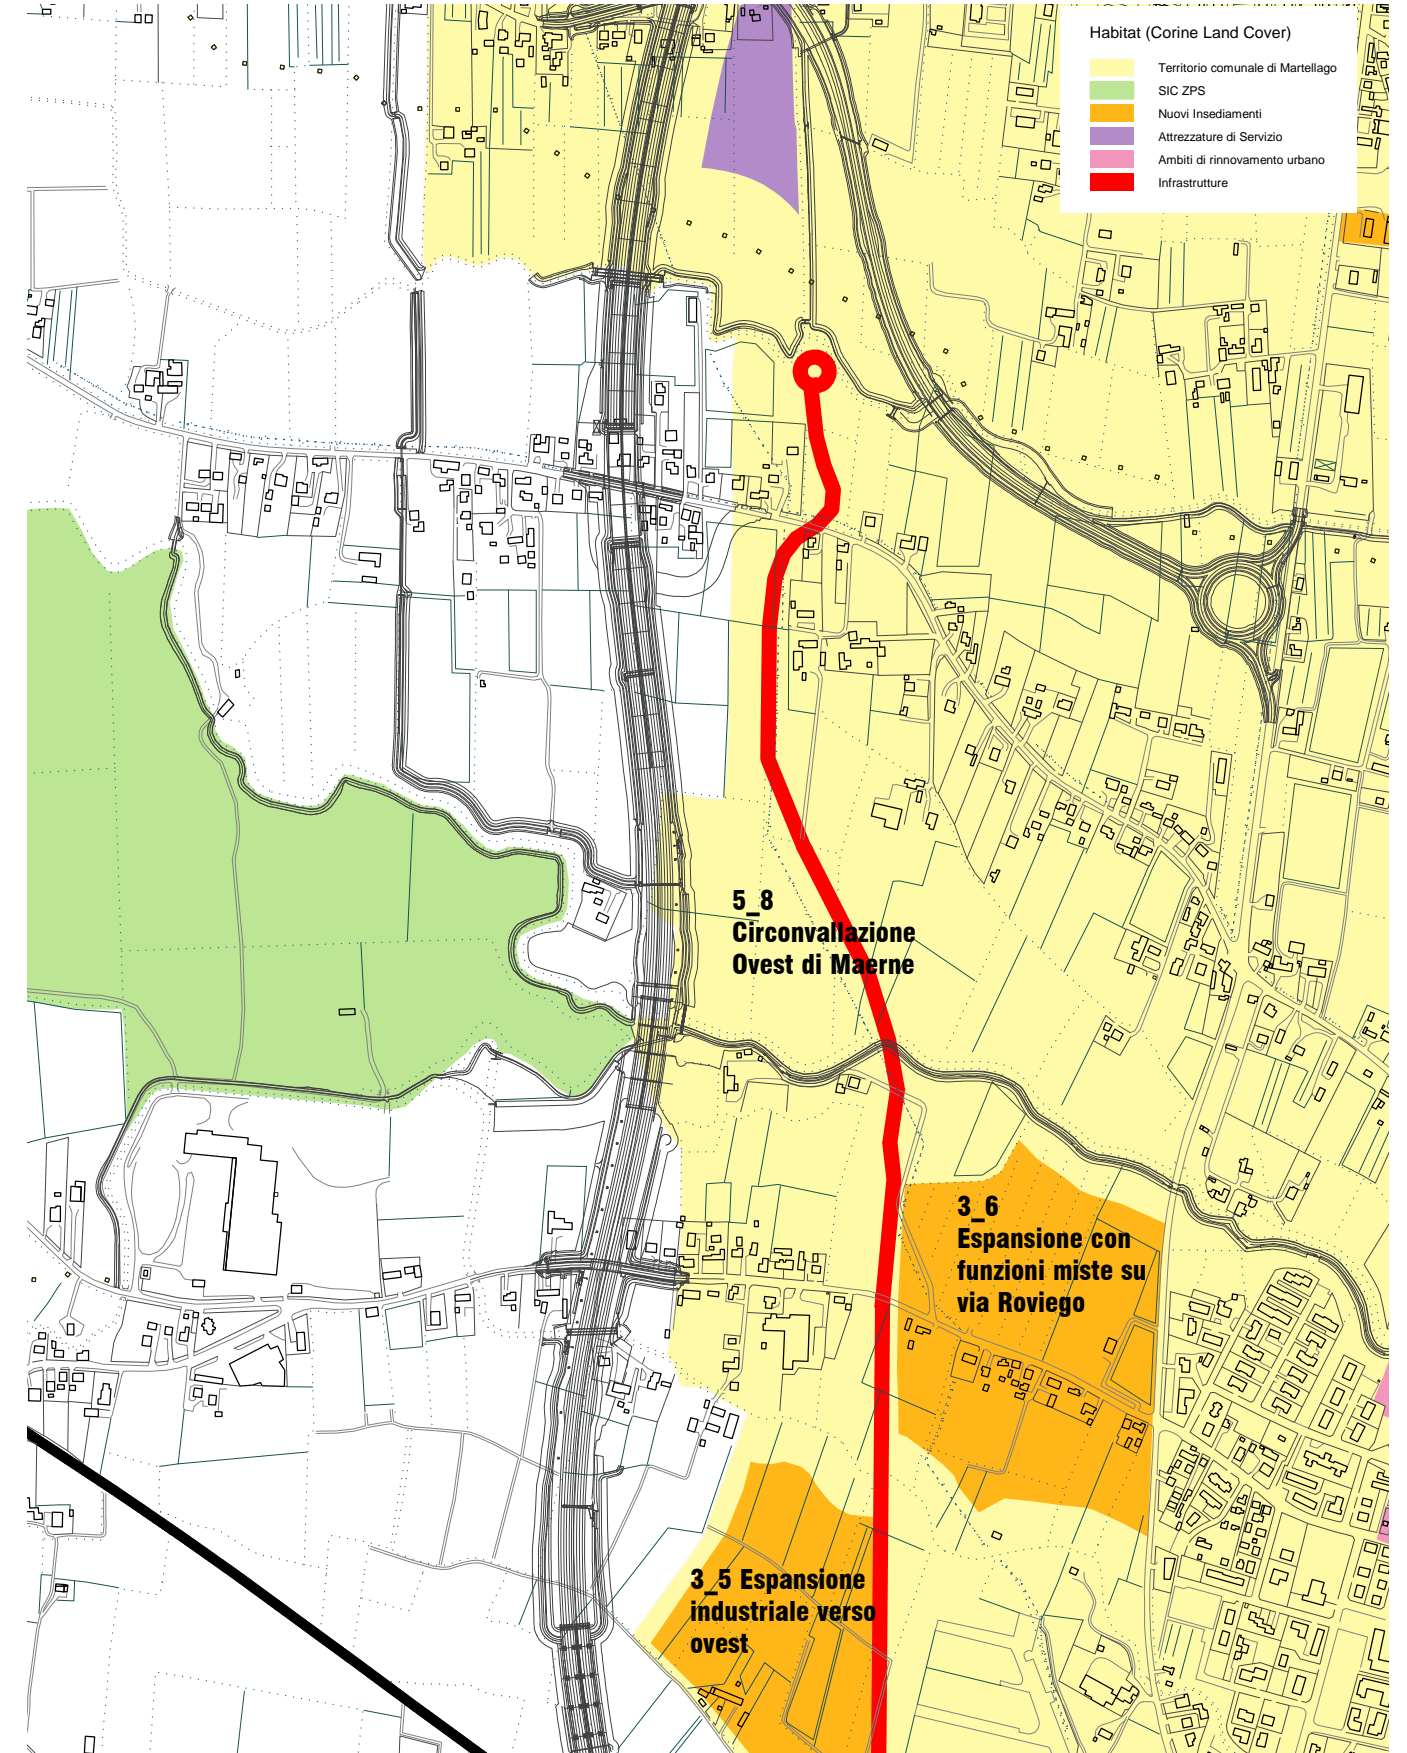 Habitat (Corine Land Cover)
Territorio comunale di Martellago
SIC ZPS
Nuovi Insediamenti
Attrezzature di Servizio
Ambiti di rinnovamento urbano
Infrastrutture
5_8
Circonvallazione
Ovest di Maerne
3_6
Espansione con
funzioni miste su
via Roviego
3_5 Espansione
industriale verso
ovest